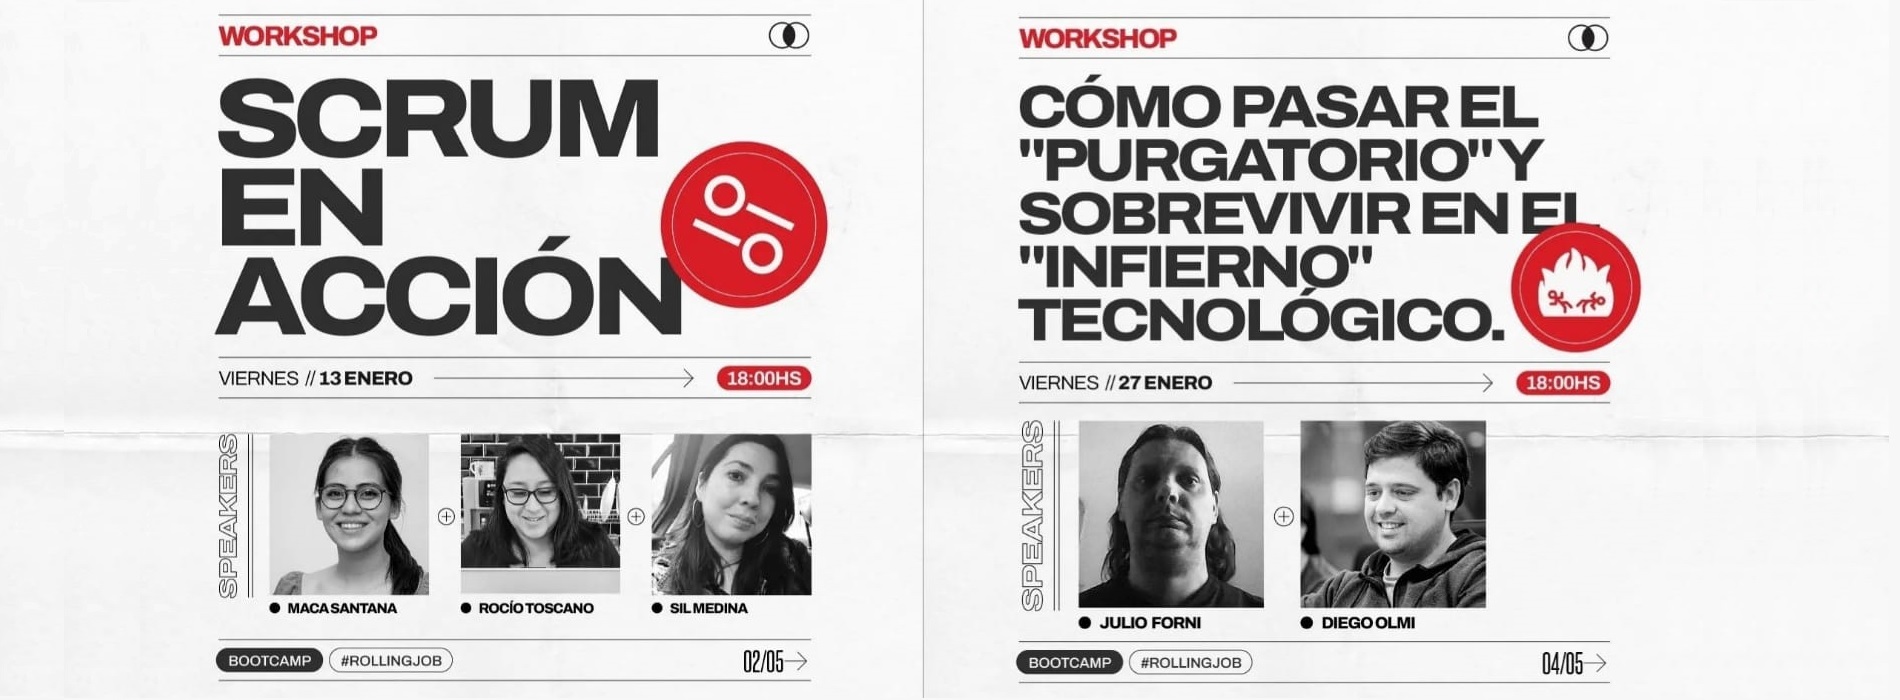 WORKSHOP
SCRUM
EN
ACCIÓN
VIERNES // 13 ENERO
18:00HS
SPEAKERS
MACA SANTANA
ROCÍO TOSCANO
SIL MEDINA
BOOTCAMP
#ROLLINGJOB
02/05
WORKSHOP
CÓMO PASAR EL
"PURGATORIO" Y
SOBREVIVIR EN EL
"INFIERNO"
TECNOLÓGICO.
VIERNES // 27 ENERO
18:00HS
SPEAKERS
JULIO FORNI
DIEGO OLMI
BOOTCAMP
#ROLLINGJOB
04/05